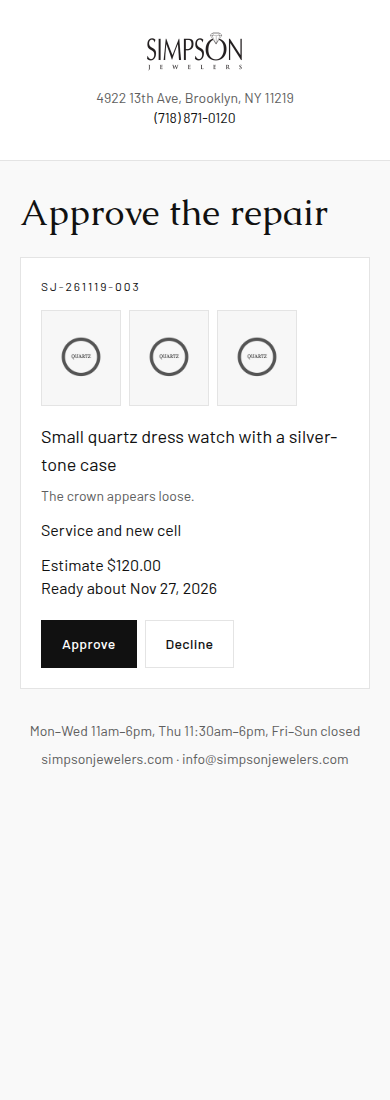 SIMPSON
JEWELERS
4922 13th Ave, Brooklyn, NY 11219
(718) 871-0120
Approve the repair
SJ-261119-003
QUARTZ QUARTZ QUARTZ
Small quartz dress watch with a silver-
tone case
The crown appears loose.
Service and new cell
Estimate $120.00
Ready about Nov 27, 2026
Approve Decline
Mon–Wed 11am–6pm, Thu 11:30am–6pm, Fri–Sun closed
simpsonjewelers.com · info@simpsonjewelers.com